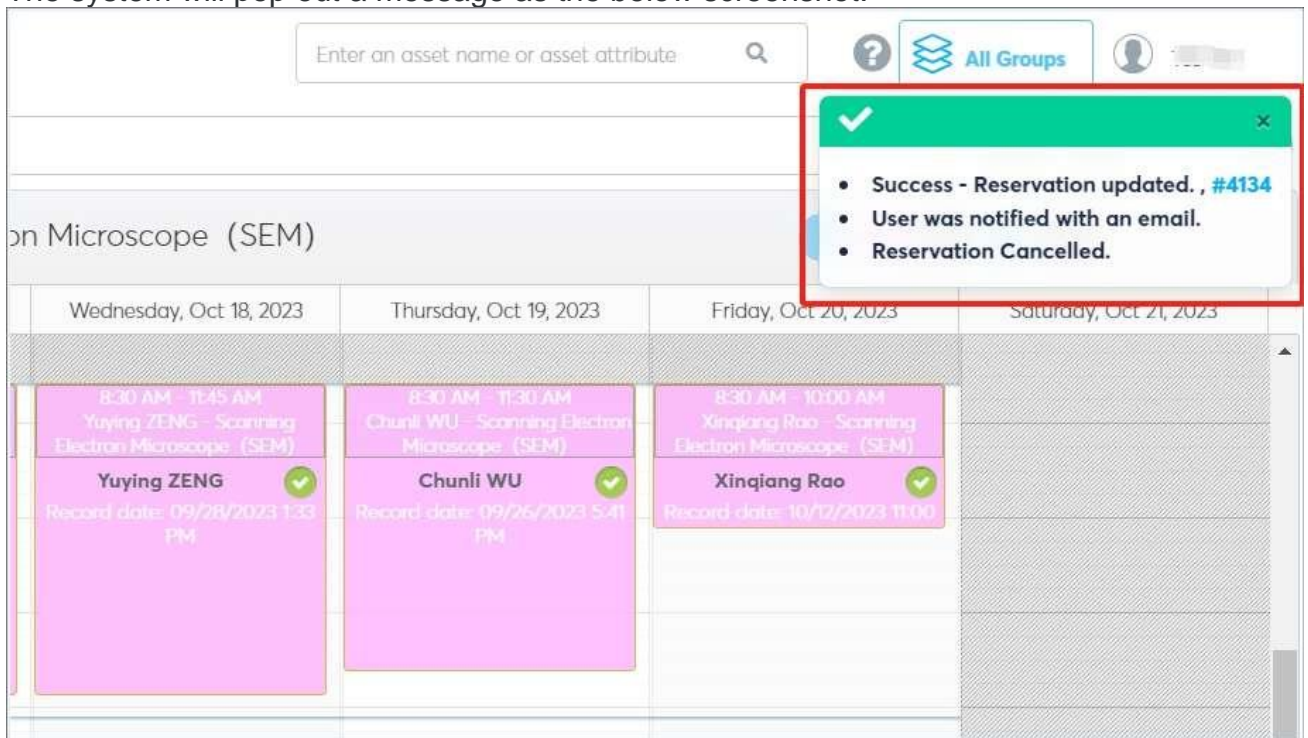 The system will pop out a message as the below screenshot.
Enter an asset name or asset attribute
All Groups
Success - Reservation updated. , #4134
User was notified with an email.
Reservation Cancelled.
on Microscope (SEM)
Wednesday, Oct 18, 2023
Thursday, Oct 19, 2023
Friday, Oct 20, 2023
Saturday, Oct 21, 2023
8:30 AM - 11:45 AM
Yuying ZENG - Scanning
Electron Microscope (SEM)
Yuying ZENG
Record date: 09/28/2023 1:33
PM
8:30 AM - 11:30 AM
Chunli WU - Scanning Electron
Microscope (SEM)
Chunli WU
Record date: 09/26/2023 5:41
PM
8:30 AM - 10:00 AM
Xinqiang Rao - Scanning
Electron Microscope (SEM)
Xinqiang Rao
Record date: 10/12/2023 11:00